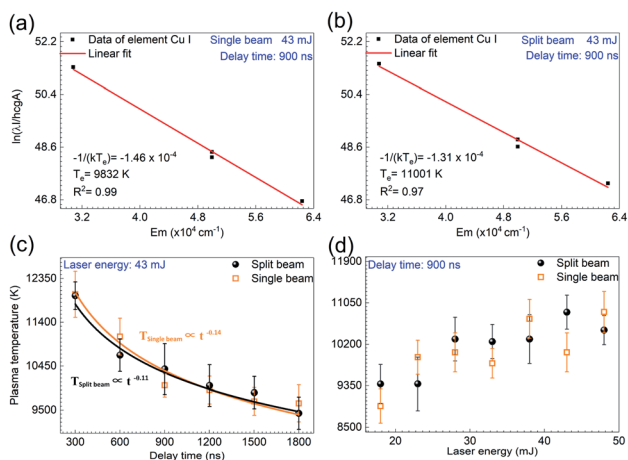 (a)
Data of element Cu I
Linear fit
Single beam 43 mJ
Delay time: 900 ns
-1/(kTe)= -1.46 x 10⁻⁴
Te= 9832 K
R²= 0.99
52.2
50.4
48.6
46.8
ln(λI/hcgA)
3.2 4.0 4.8 5.6 6.4
Em (x10⁴ cm⁻¹)
(b)
Data of element Cu I
Linear fit
Split beam 43 mJ
Delay time: 900 ns
-1/(kTe)= -1.31 x 10⁻⁴
Te= 11001 K
R²= 0.97
52.2
50.4
48.6
46.8
3.2 4.0 4.8 5.6 6.4
Em (x10⁴ cm⁻¹)
(c)
Laser energy: 43 mJ
Split beam
Single beam
T Single beam ∝ t -0.14
T Split beam ∝ t -0.11
12350
11400
10450
9500
Plasma temperature (K)
300 600 900 1200 1500 1800
Delay time (ns)
(d)
Delay time: 900 ns
Split beam
Single beam
11900
11050
10200
9350
8500
20 30 40 50
Laser energy (mJ)